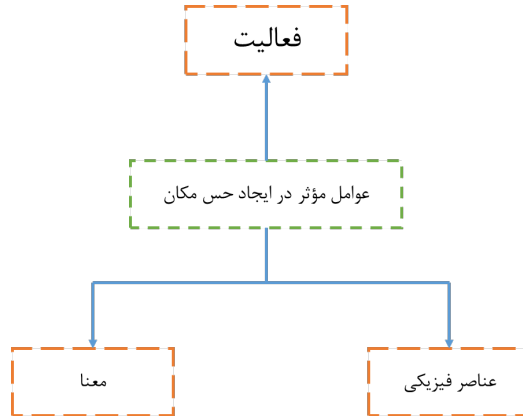 فعالیت
عوامل مؤثر در ایجاد حس مکان
عناصر فیزیکی
معنا